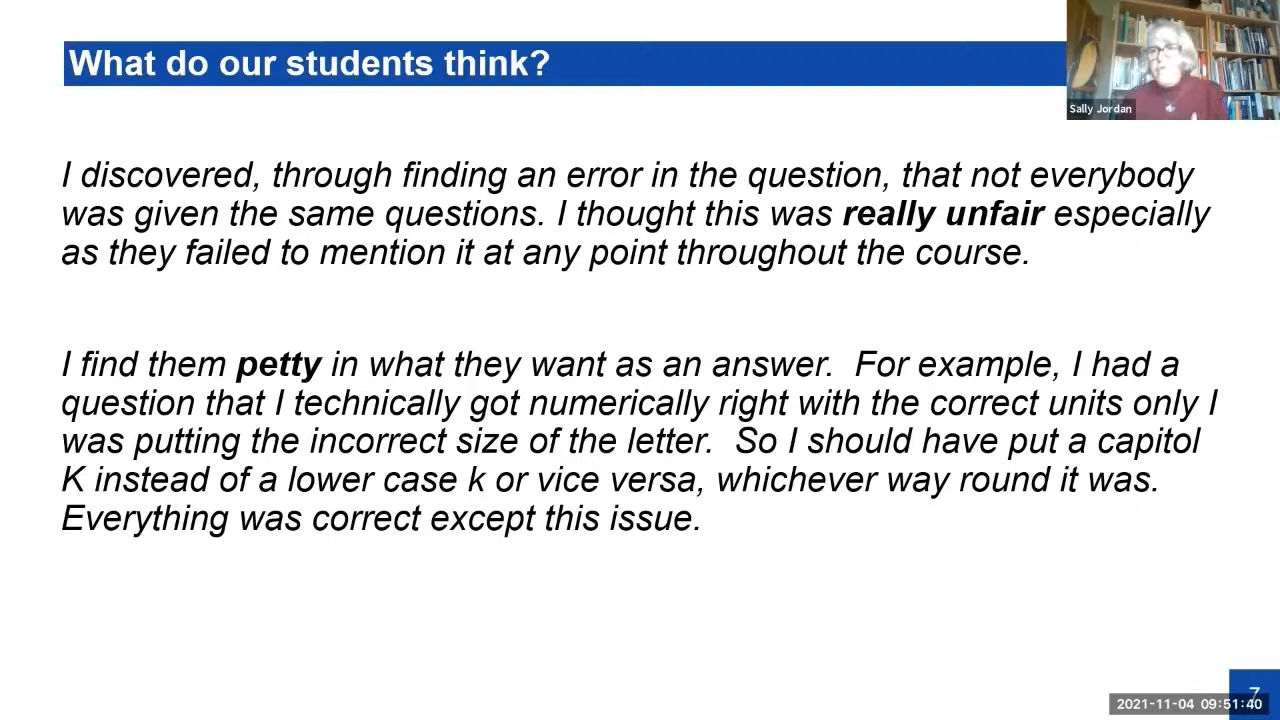 What do our students think?
Sally Jordan
I discovered, through finding an error in the question, that not everybody
was given the same questions. I thought this was really unfair especially
as they failed to mention it at any point throughout the course.
I find them petty in what they want as an answer.  For example, I had a
question that I technically got numerically right with the correct units only I
was putting the incorrect size of the letter.  So I should have put a capitol
K instead of a lower case k or vice versa, whichever way round it was.
Everything was correct except this issue.
7
2021-11-04 09:51:40